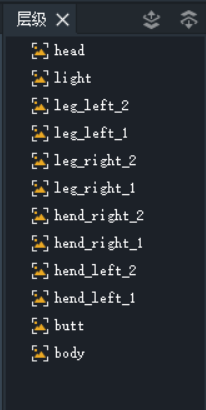 层级
head
light
leg_left_2
leg_left_1
leg_right_2
leg_right_1
hend_right_2
hend_right_1
hend_left_2
hend_left_1
butt
body